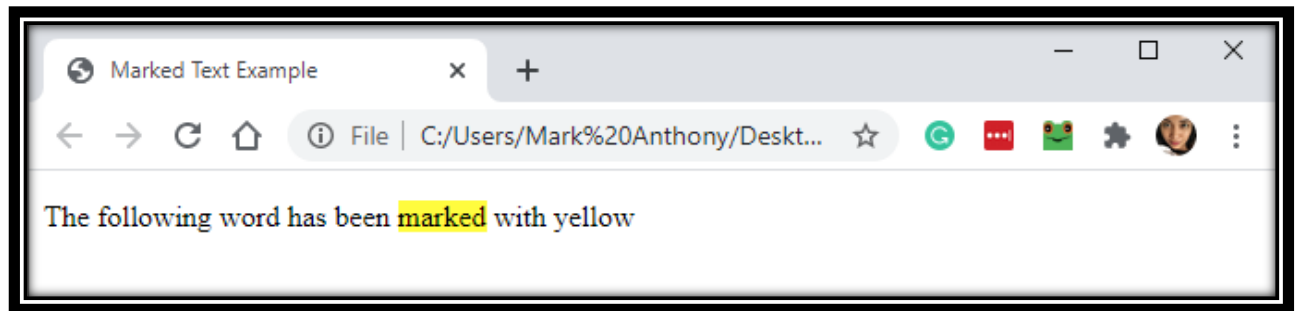 Marked Text Example
File C:/Users/Mark%20Anthony/Deskt...
The following word has been marked with yellow